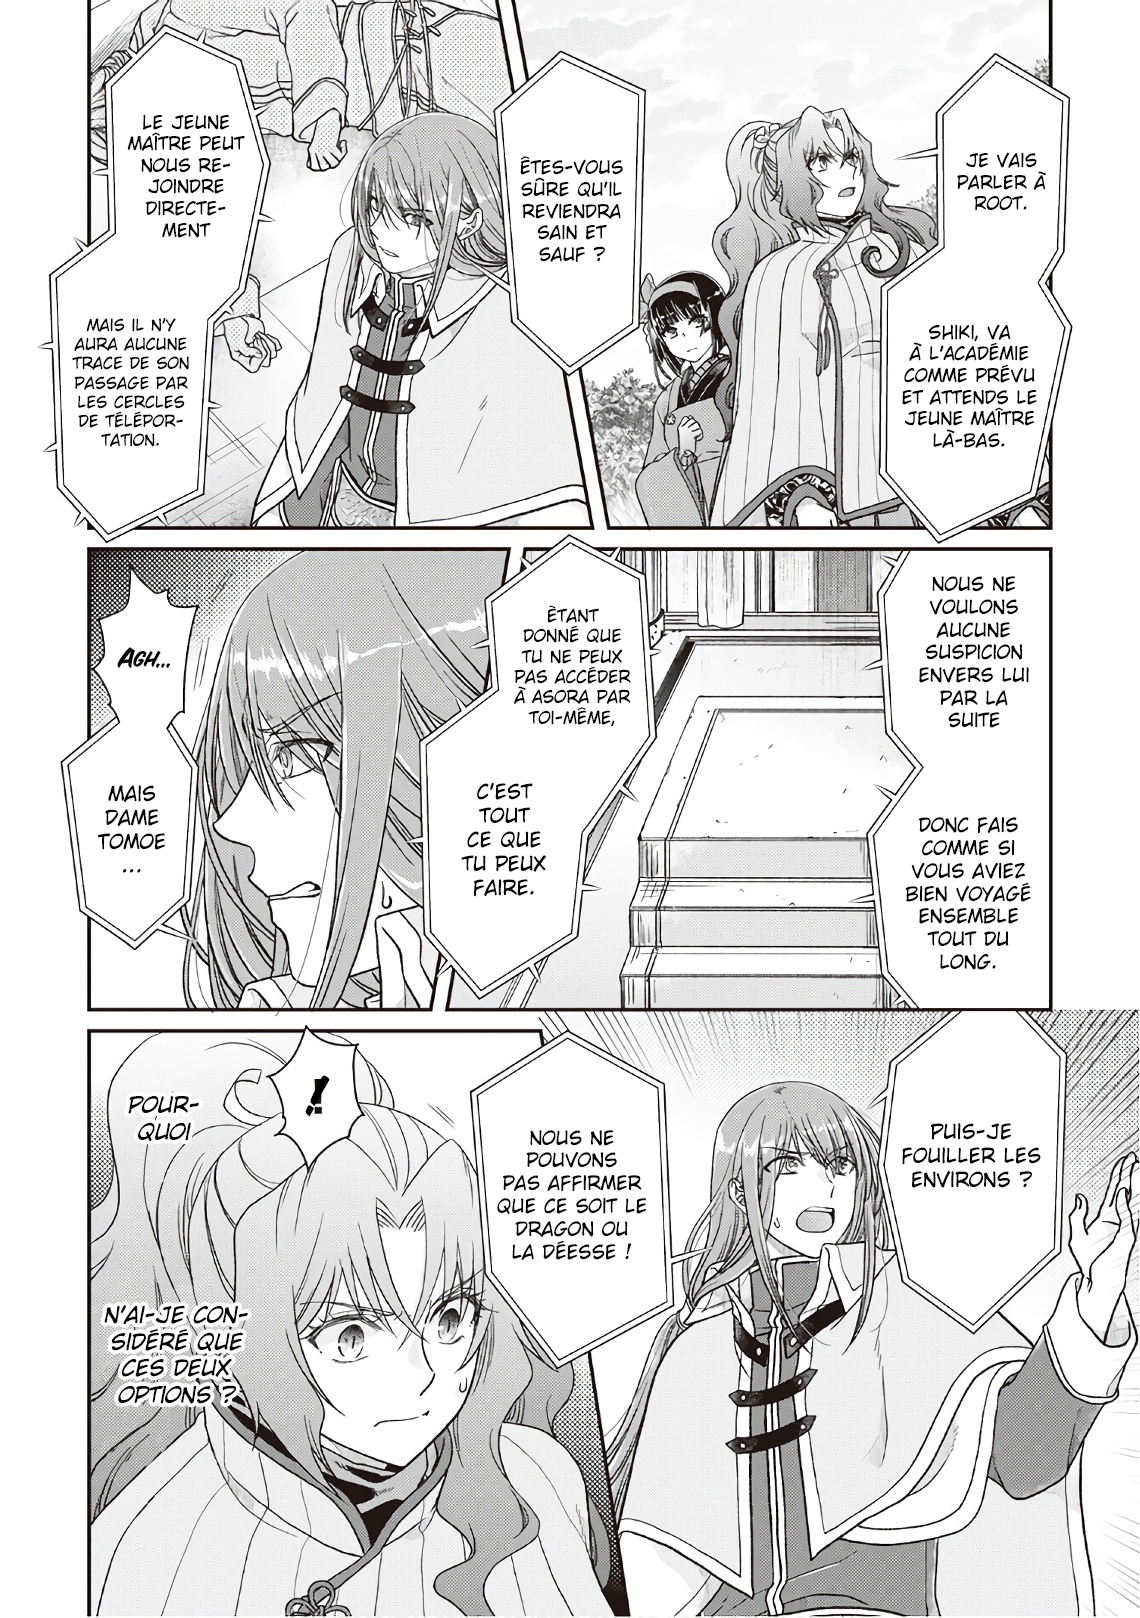 JE VAIS
PARLER À
ROOT.
SHIKI, VA
À L'ACADÉMIE
COMME PRÉVU
ET ATTENDS LE
JEUNE MAÎTRE
LÀ-BAS.
ÊTES-VOUS
SÛRE QU'IL
REVIENDRA
SAIN ET
SAUF ?
LE JEUNE
MAÎTRE PEUT
NOUS RE-
JOINDRE
DIRECTE-
MENT
MAIS IL N'Y
AURA AUCUNE
TRACE DE SON
PASSAGE PAR
LES CERCLES
DE TÉLÉPOR-
TATION.
NOUS NE
VOULONS
AUCUNE
SUSPICION
ENVERS LUI
PAR LA
SUITE
DONC FAIS
COMME SI
VOUS AVIEZ
BIEN VOYAGÉ
ENSEMBLE
TOUT DU
LONG.
ÈTANT
DONNÉ QUE
TU NE PEUX
PAS ACCÉDER
À ASORA PAR
TOI-MÊME,
C'EST
TOUT
CE QUE
TU PEUX
FAIRE.
AGH...
MAIS
DAME
TOMOE
...
PUIS-JE
FOUILLER LES
ENVIRONS ?
NOUS NE
POUVONS
PAS AFFIRMER
QUE CE SOIT LE
DRAGON OU
LA DÉESSE !
!
POUR-
QUOI
N'AI-JE CON-
SIDÉRÉ QUE
CES DEUX
OPTIONS ?